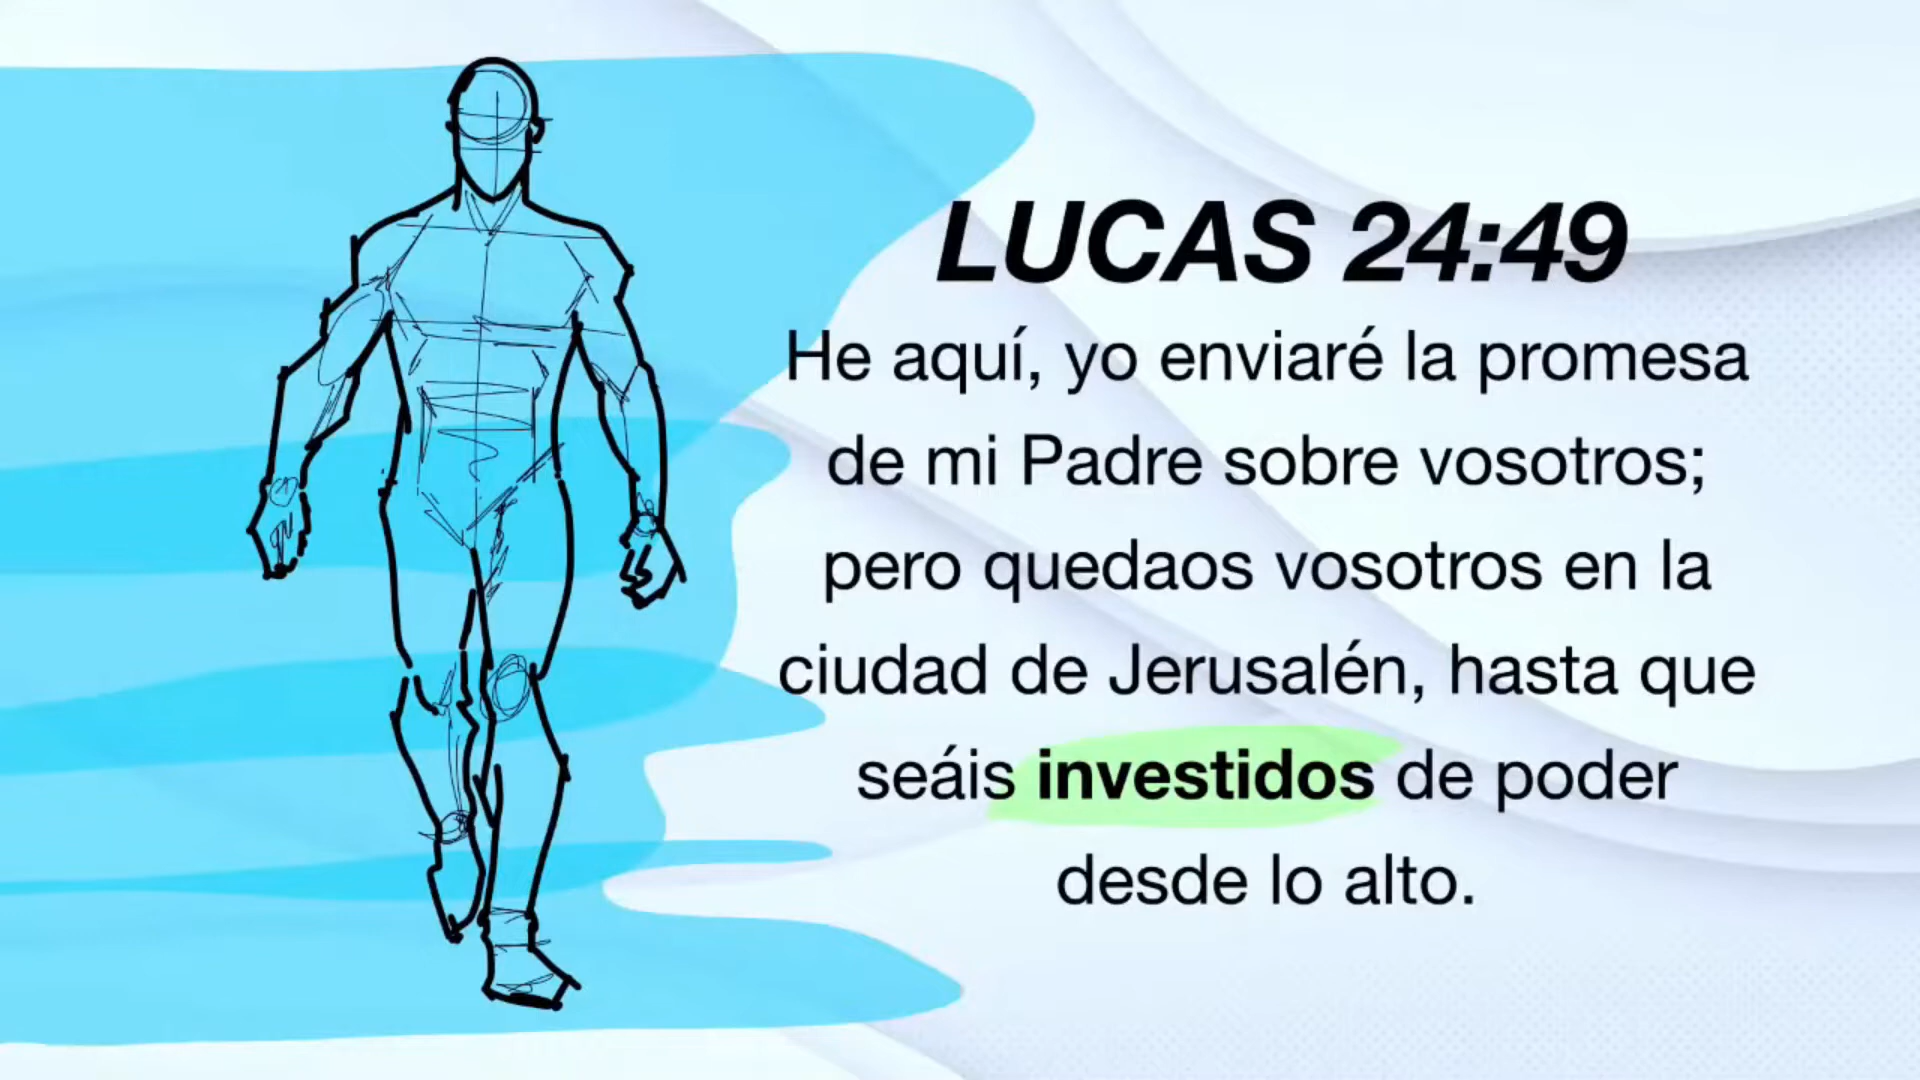 LUCAS 24:49
He aquí, yo enviaré la promesa
de mi Padre sobre vosotros;
pero quedaos vosotros en la
ciudad de Jerusalén, hasta que
seáis investidos de poder
desde lo alto.